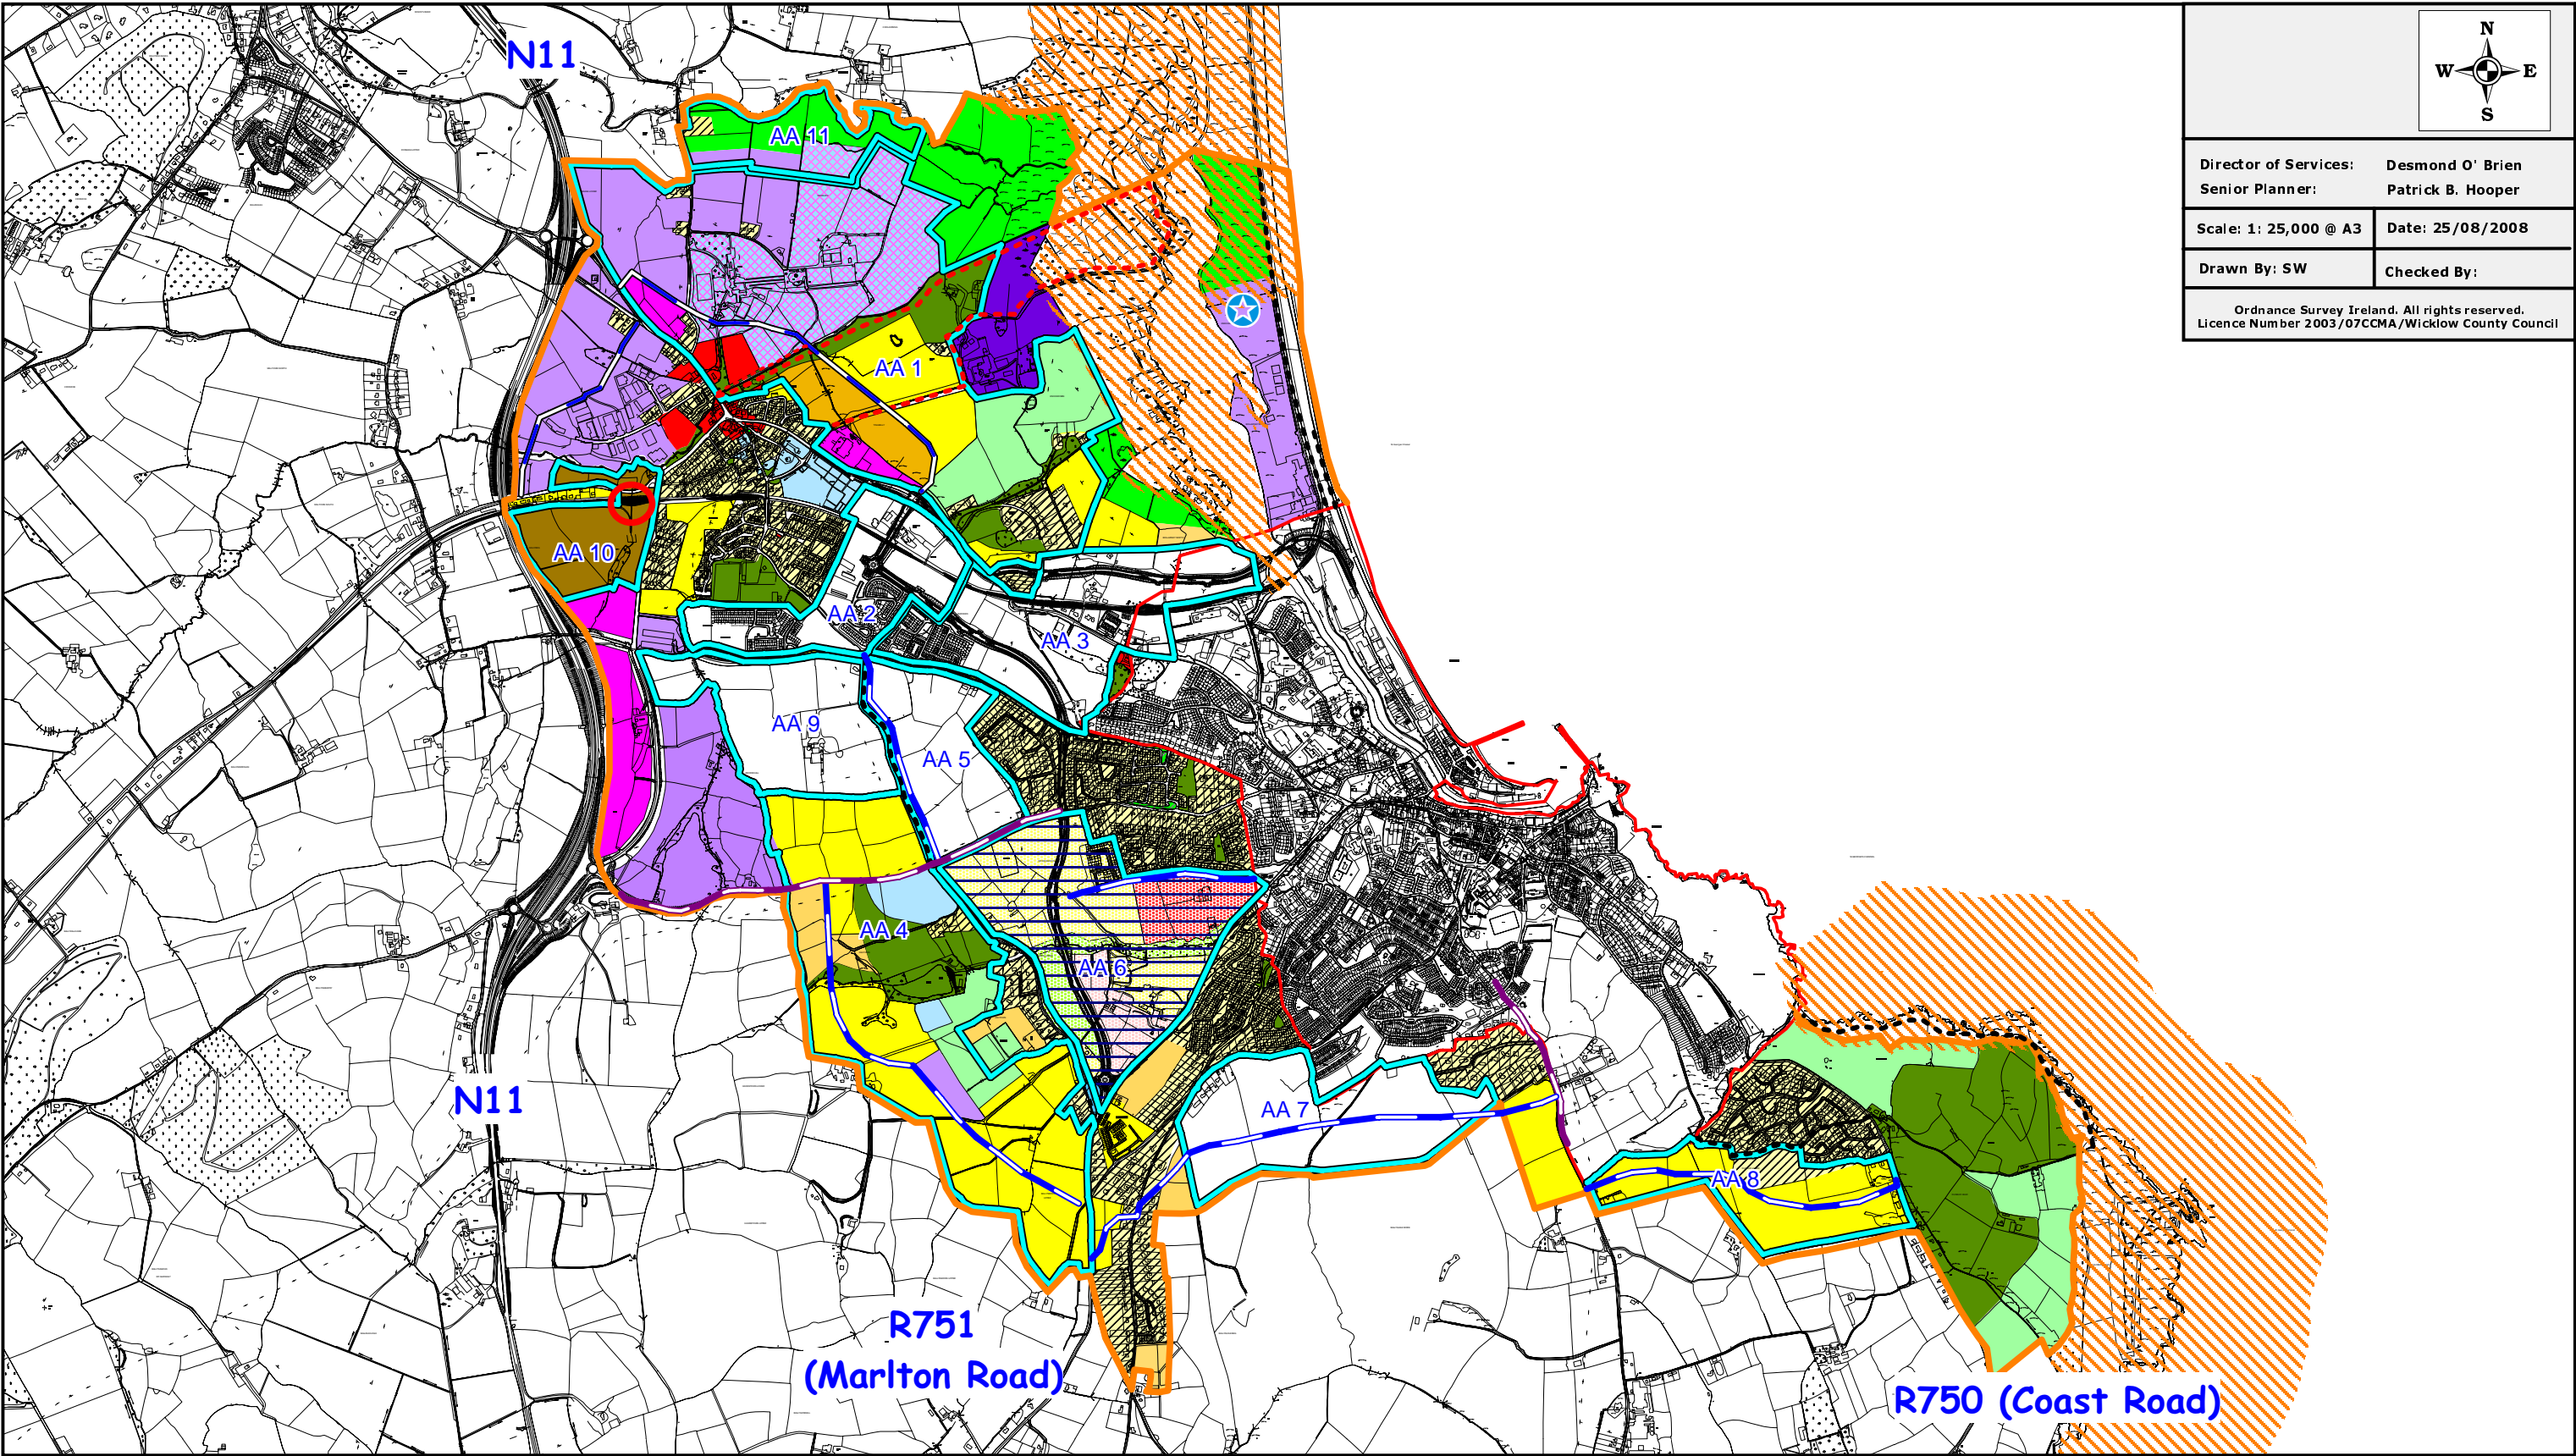 N11
N
W E
S
Director of Services: Desmond O' Brien
Senior Planner: Patrick B. Hooper
Scale: 1: 25,000 @ A3
Date: 25/08/2008
Drawn By: SW
Checked By:
Ordnance Survey Ireland. All rights reserved.
Licence Number 2003/07CCMA/Wicklow County Council
AA 11
AA 1
AA 10
AA 2
AA 3
AA 9
AA 5
AA 4
AA 6
N11
AA 7
AA 8
R751
(Marlton Road)
R750 (Coast Road)